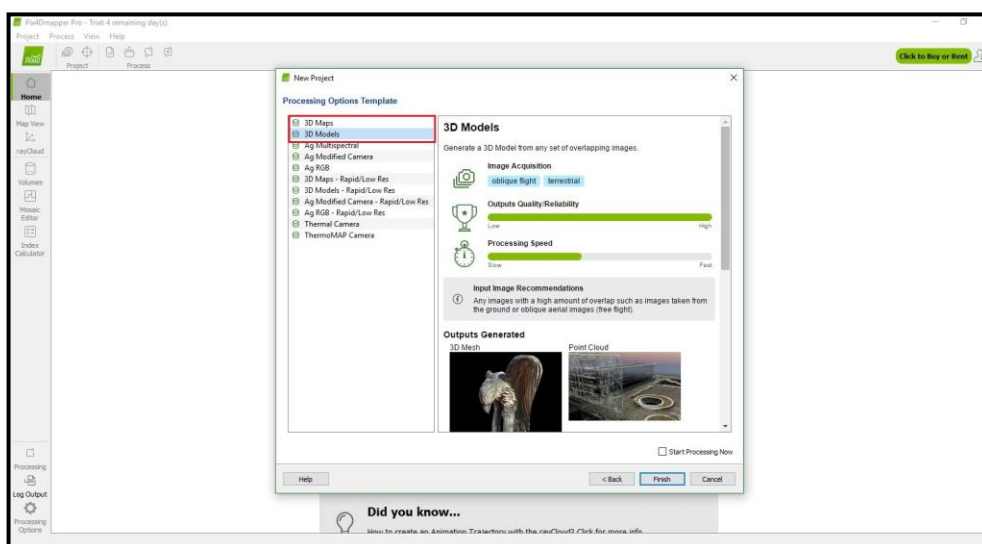 Pix4Dmapper Pro - Trial: 4 remaining day(s)
Project Process View Help
Click to Buy or Rent
Project Process
Home
Map View
rayCloud
Volumes
Mosaic
Editor
Index
Calculator
Processing
Log Output
Processing
Options
New Project
Processing Options Template
3D Maps
3D Models
Ag Multispectral
Ag Modified Camera
Ag RGB
3D Maps - Rapid/Low Res
3D Models - Rapid/Low Res
Ag Modified Camera - Rapid/Low Res
Ag RGB - Rapid/Low Res
Thermal Camera
ThermoMAP Camera
3D Models
Generate a 3D Model from any set of overlapping images.
Image Acquisition
oblique flight terrestrial
Outputs Quality/Reliability
Low High
Processing Speed
Slow Fast
Input Image Recommendations
Any images with a high amount of overlap such as images taken from
the ground or oblique aerial images (free flight).
Outputs Generated
3D Mesh Point Cloud
Start Processing Now
Help < Back Finish Cancel
Did you know...
How to create an Animation Trajectory with the rayCloud? Click for more info.